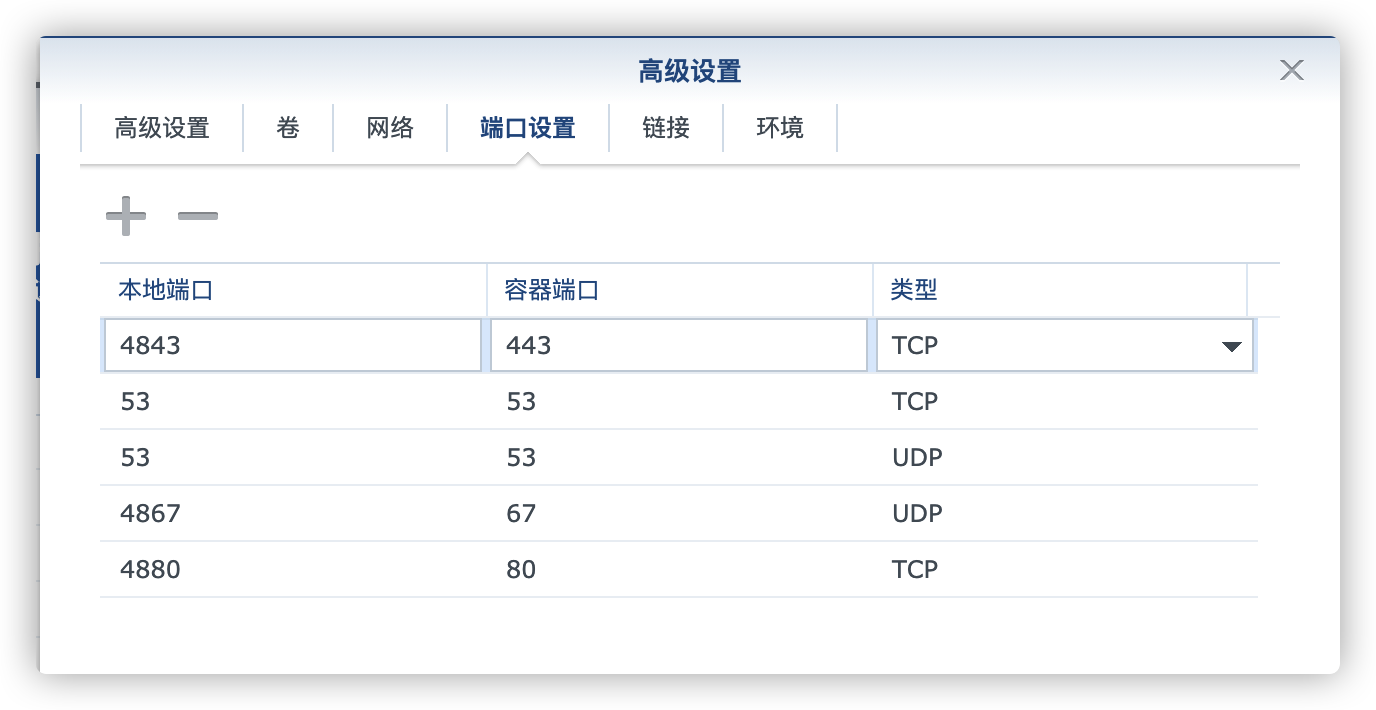 高级设置
高级设置 卷 网络 端口设置 链接 环境
本地端口 容器端口 类型
4843 443 TCP
53 53 TCP
53 53 UDP
4867 67 UDP
4880 80 TCP